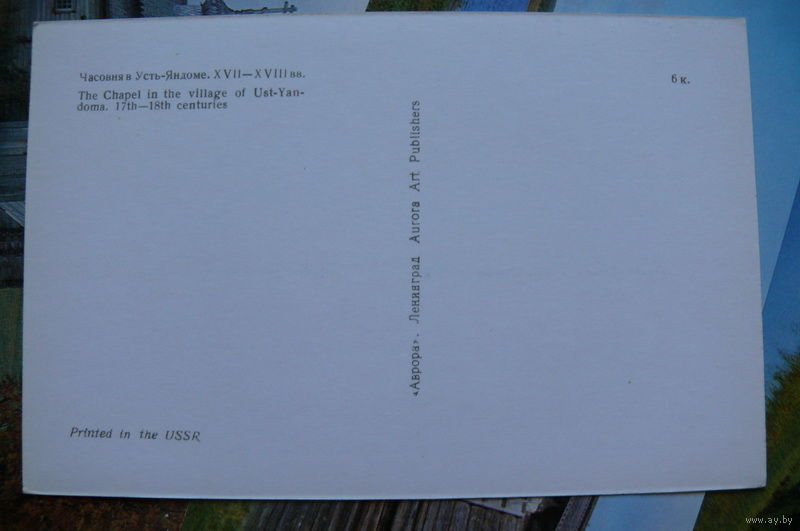 Часовня в Усть-Яндоме. XVII—XVIII вв.
The Chapel in the village of Ust-Yan-
doma. 17th—18th centuries
6 к.
«Аврора». Ленинград Aurora Art Publishers
Printed in the USSR
www.ay.by